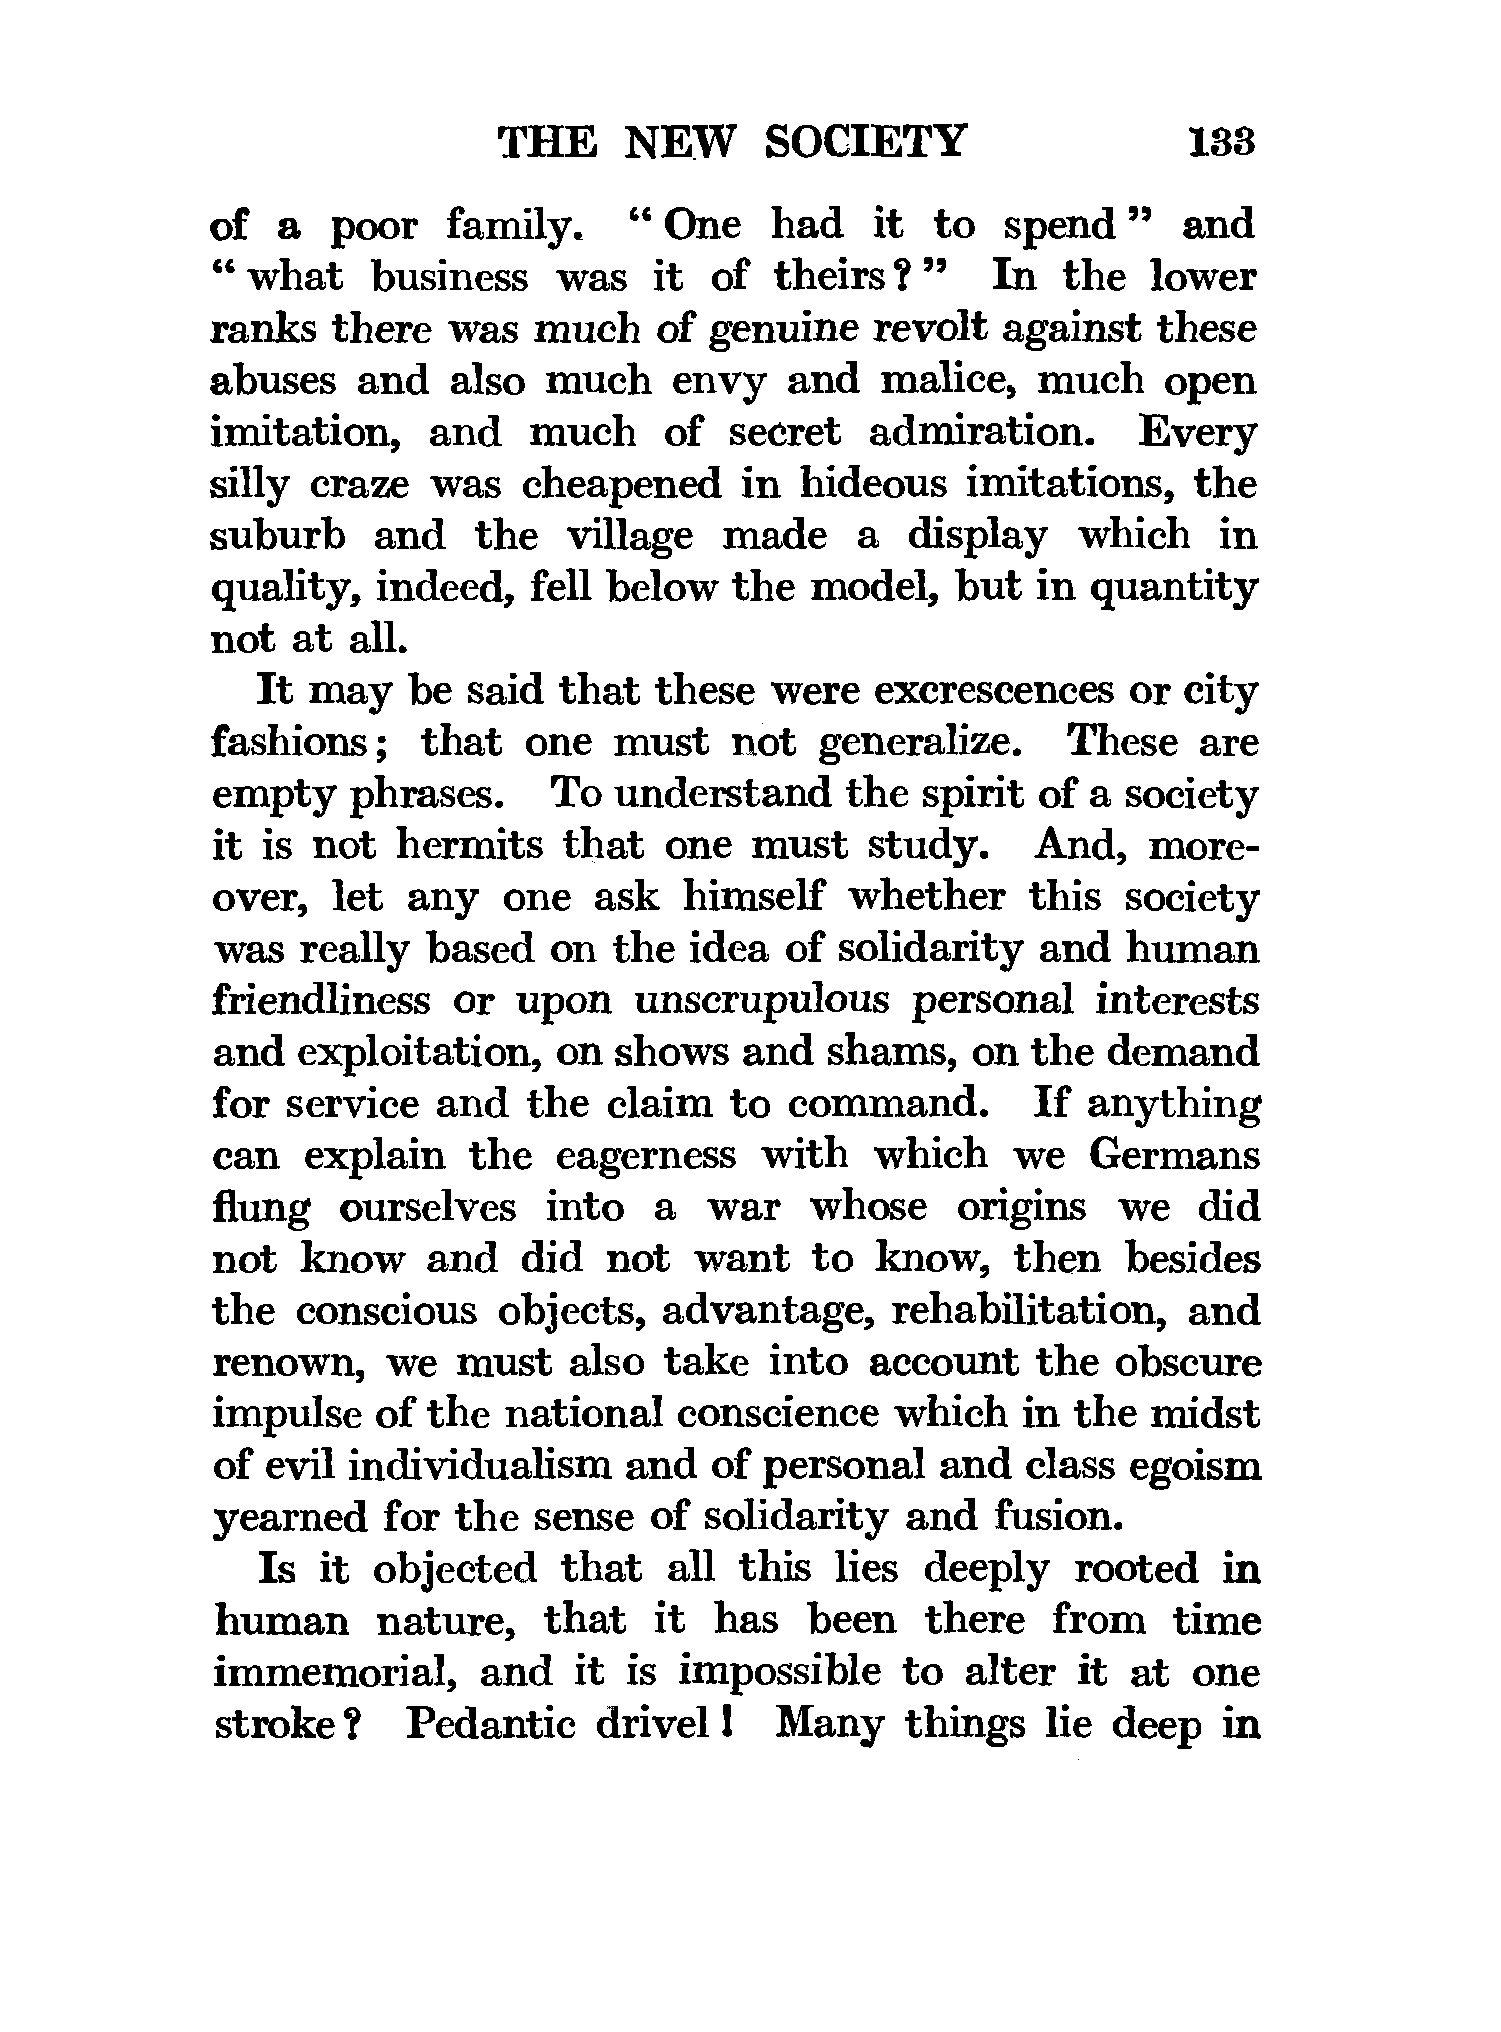 THE NEW SOCIETY 133
of a poor family. “ One had it to spend ” and
“ what business was it of theirs ? ” In the lower
ranks there was much of genuine revolt against these
abuses and also much envy and malice, much open
imitation, and much of secret admiration. Every
silly craze was cheapened in hideous imitations, the
suburb and the village made a display which in
quality, indeed, fell below the model, but in quantity
not at all.
It may be said that these were excrescences or city
fashions ; that one must not generalize. These are
empty phrases. To understand the spirit of a society
it is not hermits that one must study. And, more-
over, let any one ask himself whether this society
was really based on the idea of solidarity and human
friendliness or upon unscrupulous personal interests
and exploitation, on shows and shams, on the demand
for service and the claim to command. If anything
can explain the eagerness with which we Germans
flung ourselves into a war whose origins we did
not know and did not want to know, then besides
the conscious objects, advantage, rehabilitation, and
renown, we must also take into account the obscure
impulse of the national conscience which in the midst
of evil individualism and of personal and class egoism
yearned for the sense of solidarity and fusion.
Is it objected that all this lies deeply rooted in
human nature, that it has been there from time
immemorial, and it is impossible to alter it at one
stroke ? Pedantic drivel ! Many things lie deep in